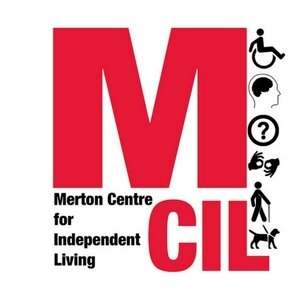 M
Merton Centre
for
Independent
Living
CIL
?